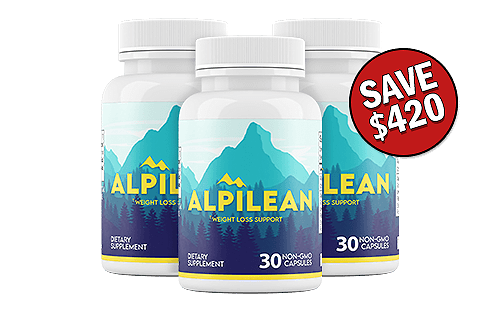 SAVE
$420
ALPILEAN
WEIGHT LOSS SUPPORT
DIETARY
SUPPLEMENT
30 NON-GMO
CAPSULES
ALPILEAN
WEIGHT LOSS SUPPORT
DIETARY
SUPPLEMENT
30 NON-GMO
CAPSULES